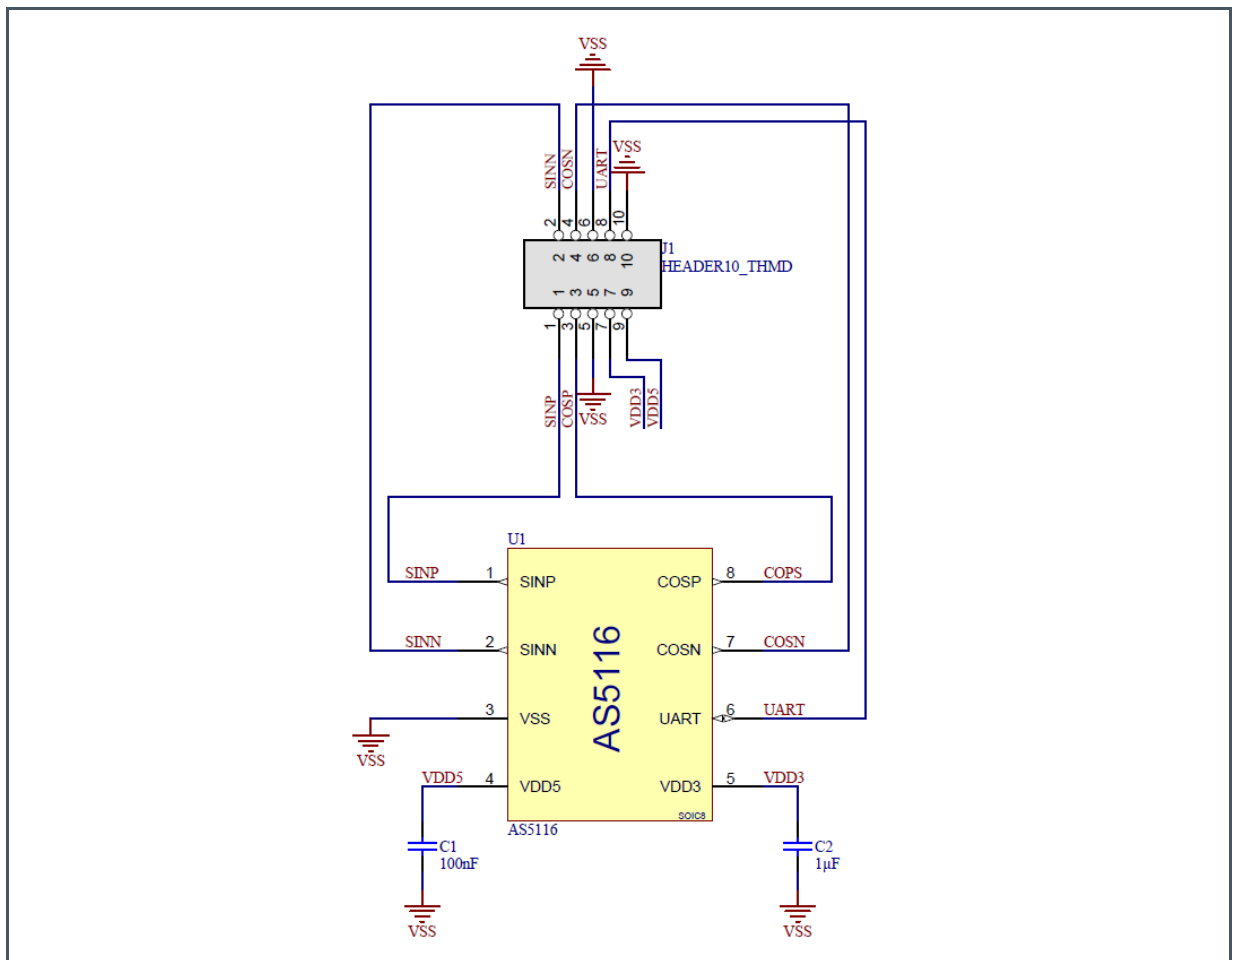 VSS
SINN
COSN
UART
VSS
2 4 6 8 10
J1
HEADER10_THMD
2 4 6 8 10
1 3 5 7 9
1 3 5 7 9
SINP
COSP
VSS
VDD3
VDD5
U1
SINP 1 SINP COSP 8 COPS
SINN 2 SINN COSN 7 COSN
AS5116
3 VSS UART 6 UART
VSS
VDD5 4 VDD5 VDD3 5 VDD3
SOIC8
AS5116
C1 C2
100nF 1µF
VSS VSS